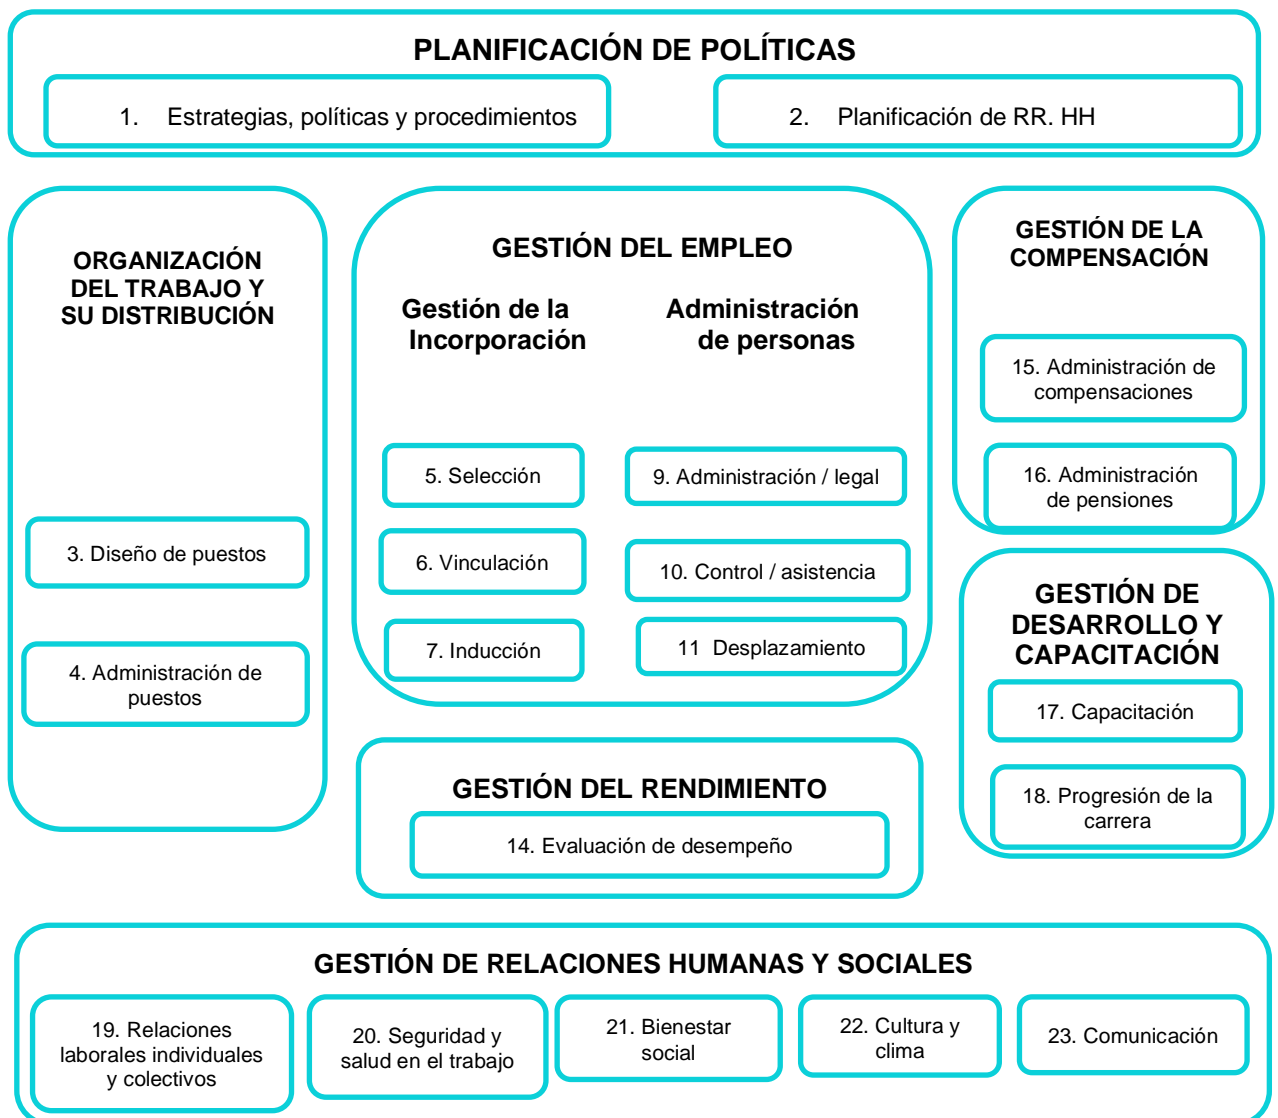 PLANIFICACIÓN DE POLÍTICAS
1. Estrategias, políticas y procedimientos
2. Planificación de RR. HH
ORGANIZACIÓN
DEL TRABAJO Y
SU DISTRIBUCIÓN
3. Diseño de puestos
4. Administración de
puestos
GESTIÓN DEL EMPLEO
Gestión de la
Incorporación
5. Selección
6. Vinculación
7. Inducción
Administración
de personas
9. Administración / legal
10. Control / asistencia
11 Desplazamiento
GESTIÓN DE LA
COMPENSACIÓN
15. Administración de
compensaciones
16. Administración
de pensiones
GESTIÓN DE
DESARROLLO Y
CAPACITACIÓN
17. Capacitación
18. Progresión de la
carrera
GESTIÓN DEL RENDIMIENTO
14. Evaluación de desempeño
GESTIÓN DE RELACIONES HUMANAS Y SOCIALES
19. Relaciones
laborales individuales
y colectivos
20. Seguridad y
salud en el trabajo
21. Bienestar
social
22. Cultura y
clima
23. Comunicación